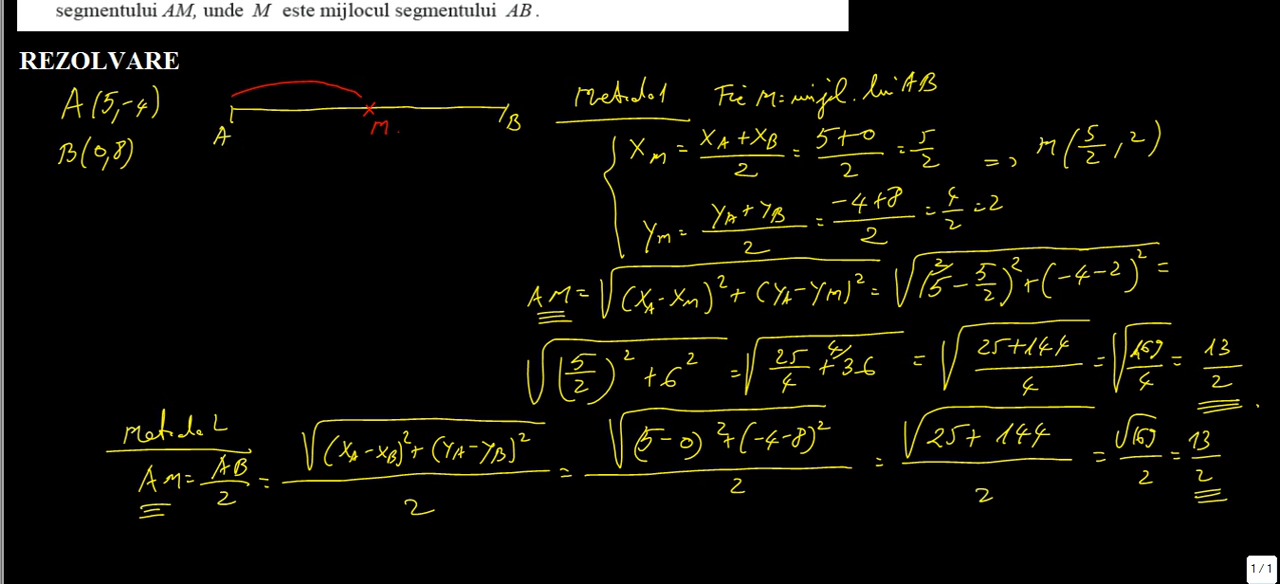 segmentului AM, unde M este mijlocul segmentului AB.
REZOLVARE
A(5,-4)
B(0,8)
A M. B
Metoda 1 Fie M = mijl. lui AB
X_M = (X_A + X_B)/2 = (5+0)/2 = 5/2 => M(5/2, 2)
Y_M = (Y_A + Y_B)/2 = (-4+8)/2 = 4/2 = 2
AM = √((X_A - X_M)² + (Y_A - Y_M)²) = √((²⁾5 - 5/2)² + (-4-2)²) =
√((5/2)² + 6²) = √(25/4 + ⁴⁾36) = √((25+144)/4) = √(169/4) = 13/2.
Metoda 2
AM = AB/2 = √((X_A - X_B)² + (Y_A - Y_B)²)/2 = √((5-0)² + (-4-8)²)/2 = √(25+144)/2 = √169/2 = 13/2
1 / 1